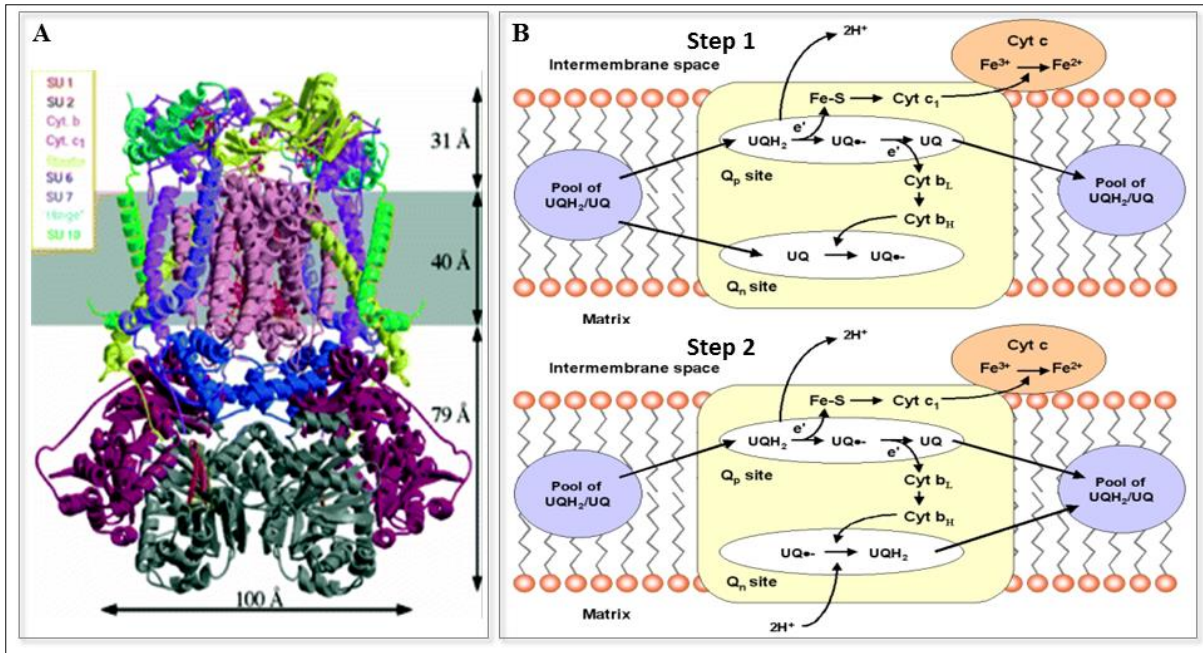 A
SU 1
SU 2
Cyt. b
Cyt. c1
SU 6
SU 7
"Hinge"
SU 10
31 Å
40 Å
79 Å
100 Å
B
Step 1
2H+
Cyt c
Fe3+ Fe2+
Intermembrane space
Fe-S Cyt c1
e-
UQH2 UQ•- UQ
e-
Qp site
Cyt bL
Pool of
UQH2/UQ
Pool of
UQH2/UQ
Cyt bH
UQ UQ•-
Qn site
Matrix
Step 2
2H+
Cyt c
Fe3+ Fe2+
Intermembrane space
Fe-S Cyt c1
e-
UQH2 UQ•- UQ
e-
Qp site
Cyt bL
Pool of
UQH2/UQ
Pool of
UQH2/UQ
Cyt bH
UQ•- UQH2
Qn site
Matrix
2H+